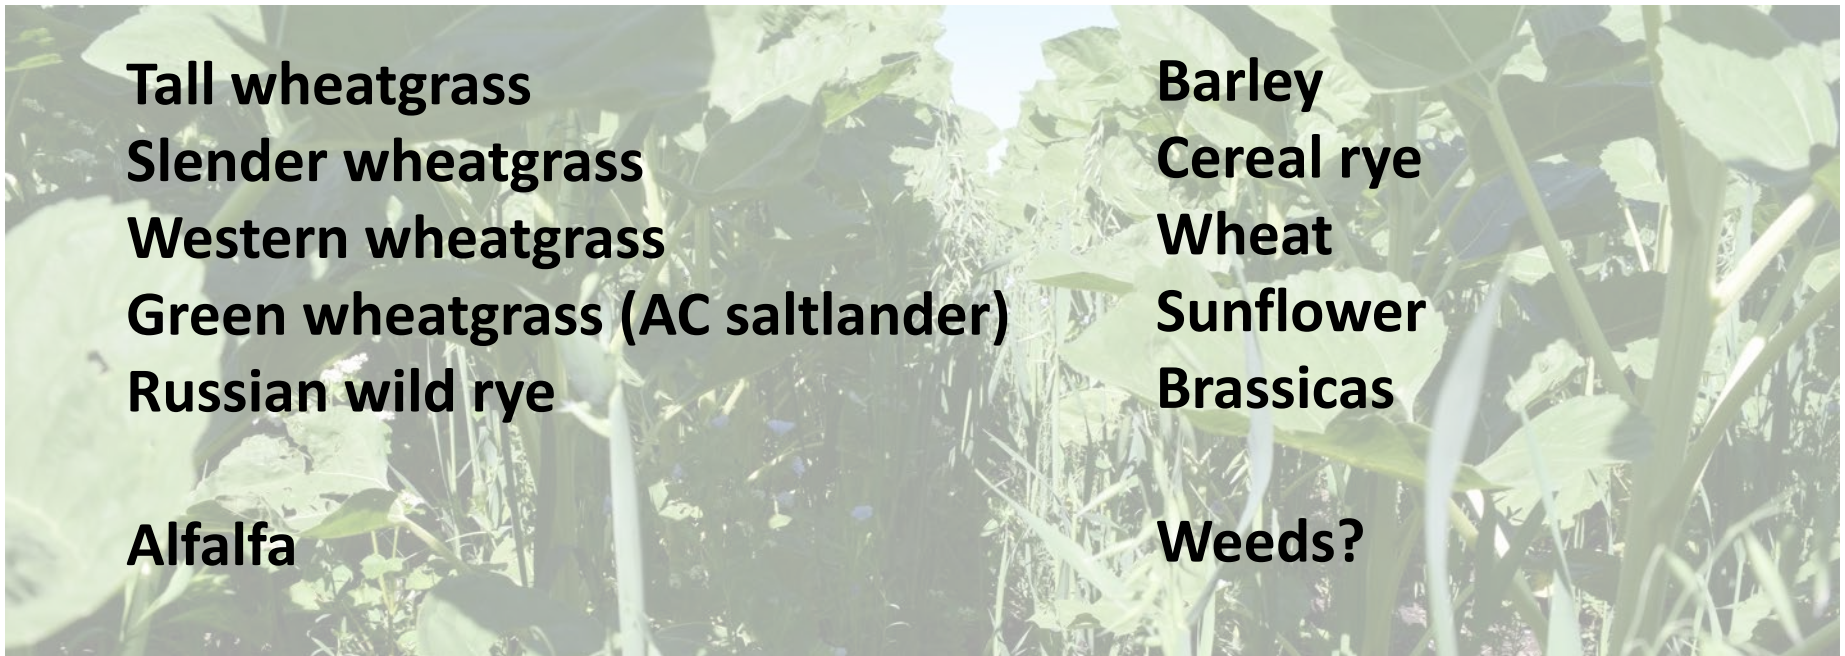 Tall wheatgrass
Slender wheatgrass
Western wheatgrass
Green wheatgrass (AC saltlander)
Russian wild rye
Alfalfa
Barley
Cereal rye
Wheat
Sunflower
Brassicas
Weeds?